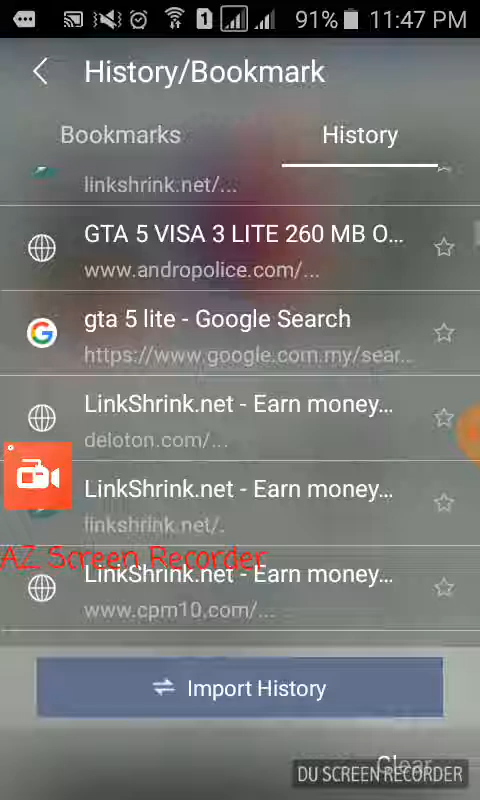 91% 11:47 PM
History/Bookmark
Bookmarks History
linkshrink.net/...
GTA 5 VISA 3 LITE 260 MB O...
www.andropolice.com/...
gta 5 lite - Google Search
https://www.google.com.my/sear...
LinkShrink.net - Earn money...
deloton.com/...
LinkShrink.net - Earn money...
linkshrink.net/.
AZ Screen Recorder
LinkShrink.net - Earn money...
www.cpm10.com/...
Import History
Clear
DU SCREEN RECORDER